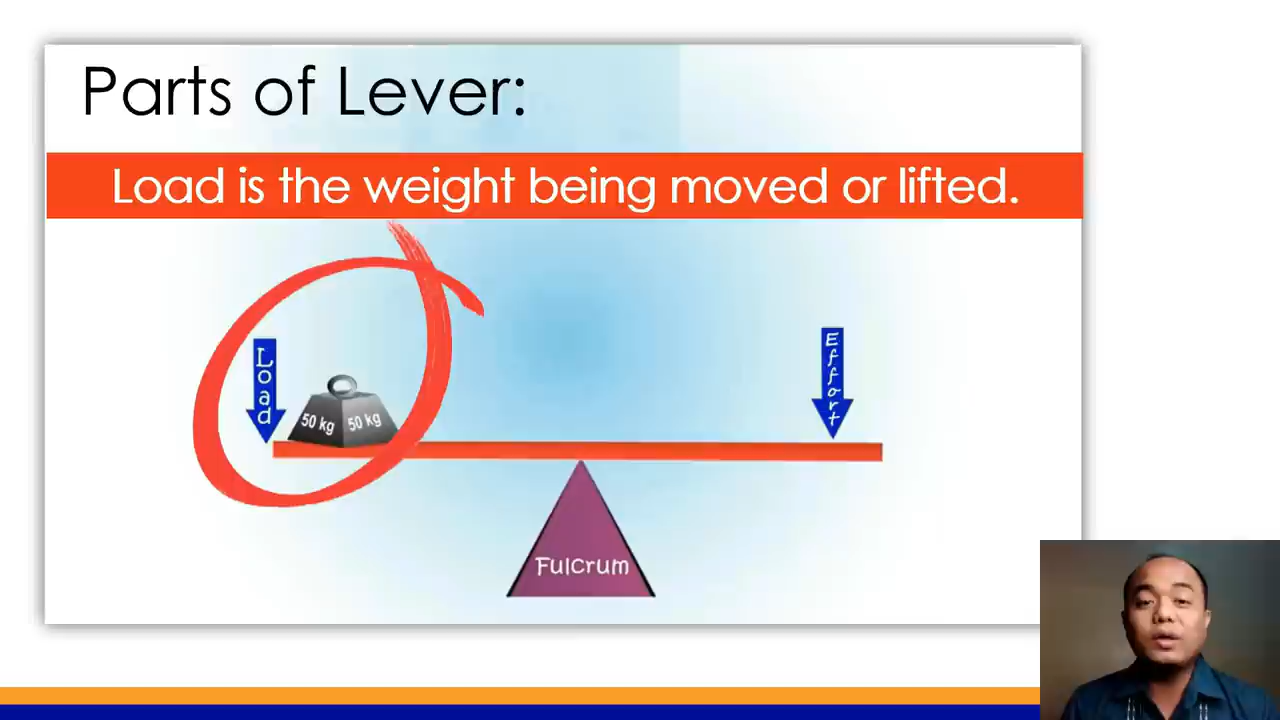 Parts of Lever:
Load is the weight being moved or lifted.
Load
Effort
50 kg 50 kg
Fulcrum